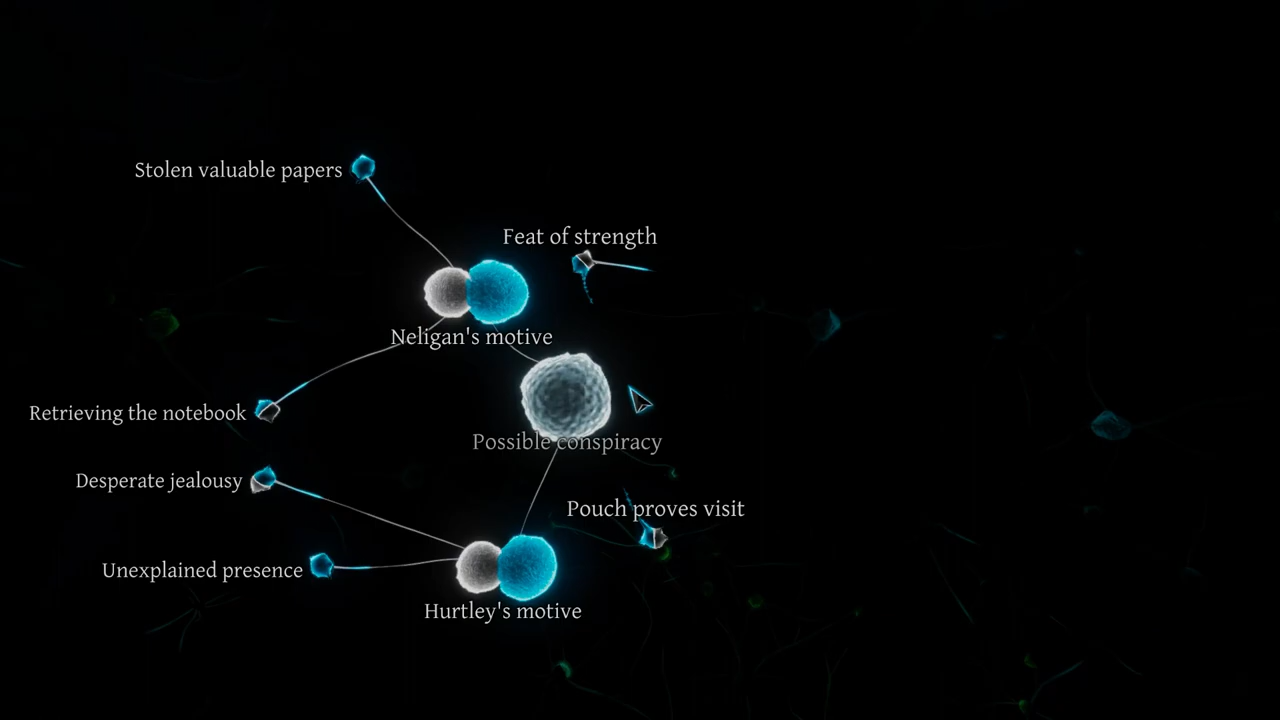 Stolen valuable papers
Feat of strength
Neligan's motive
Retrieving the notebook
Possible conspiracy
Desperate jealousy
Pouch proves visit
Unexplained presence
Hurtley's motive